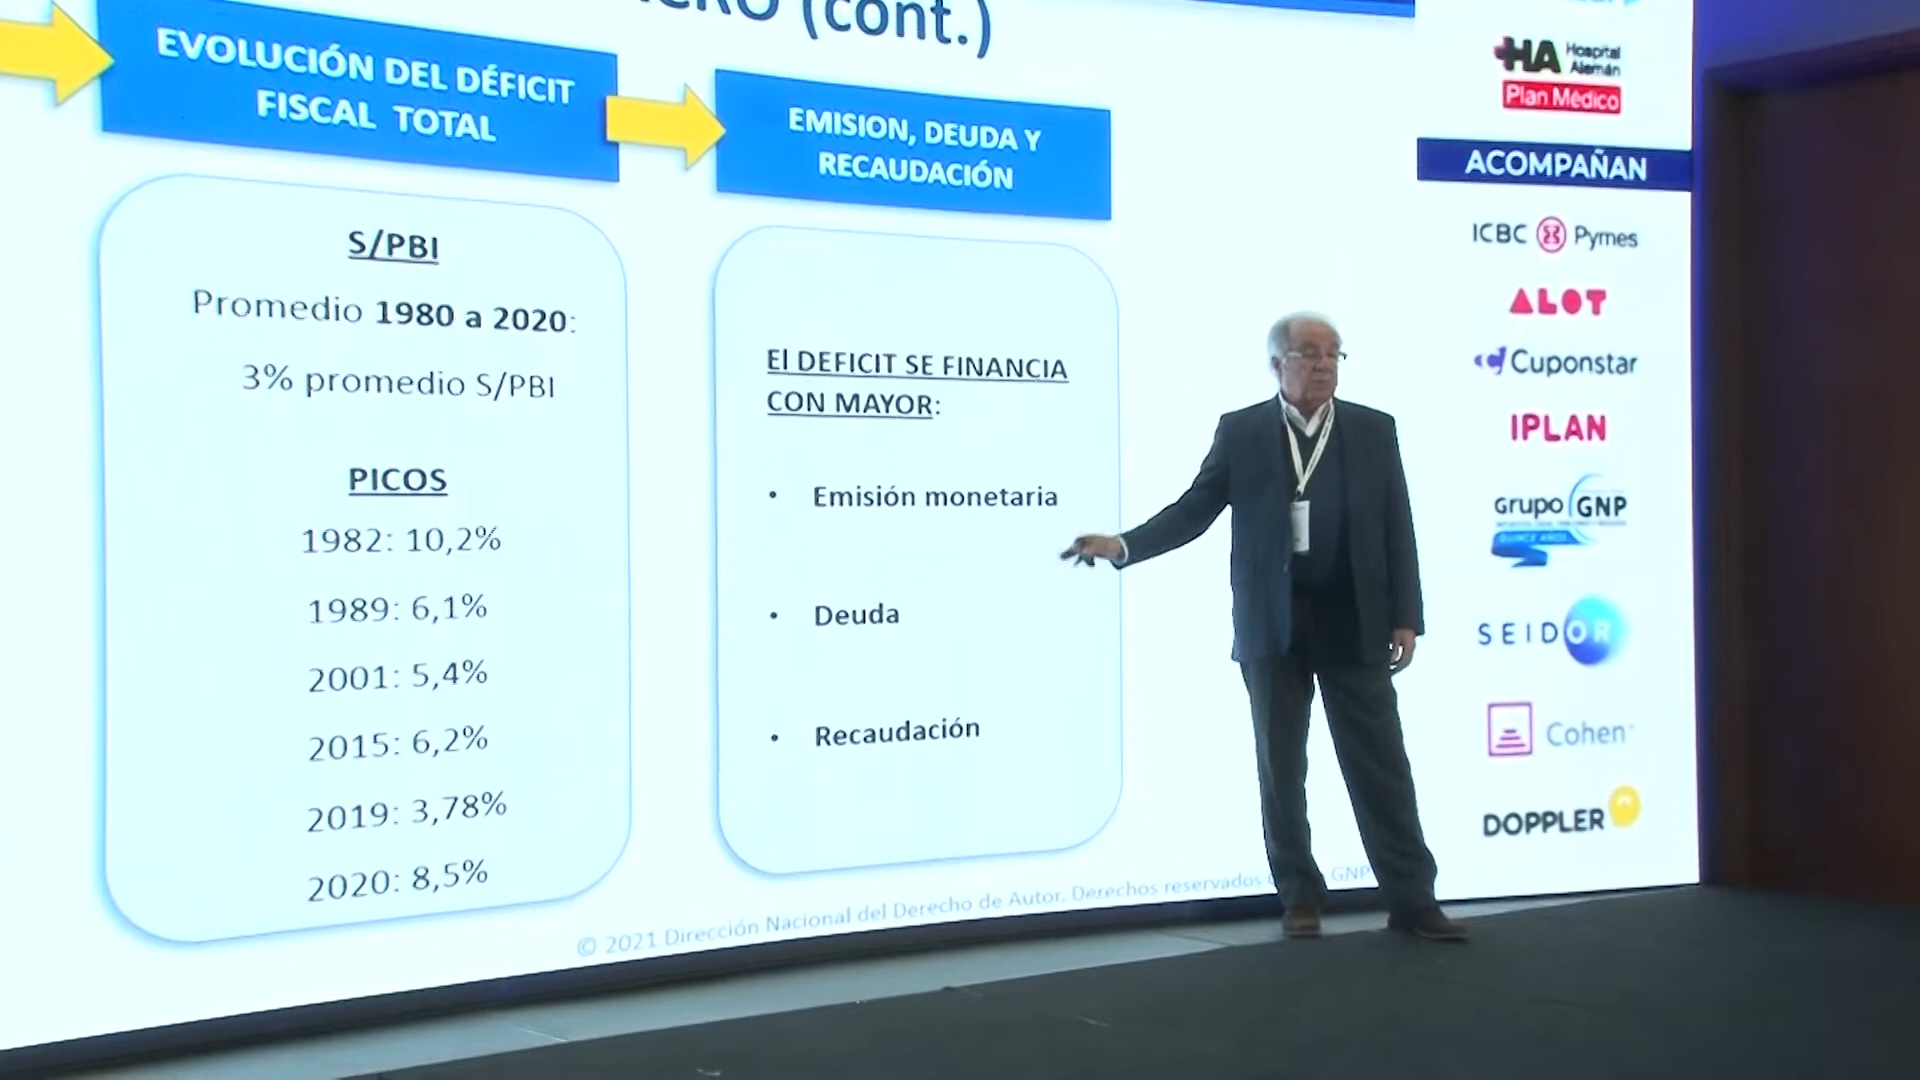 (cont.)
EVOLUCIÓN DEL DÉFICIT
FISCAL TOTAL
S/PBI
Promedio 1980 a 2020:
3% promedio S/PBI
PICOS
1982: 10,2%
1989: 6,1%
2001: 5,4%
2015: 6,2%
2019: 3,78%
2020: 8,5%
EMISION, DEUDA Y
RECAUDACIÓN
El DEFICIT SE FINANCIA
CON MAYOR:
• Emisión monetaria
• Deuda
• Recaudación
© 2021 Dirección Nacional del Derecho de Autor, Derechos reservados GNP
HA Hospital
Alemán
Plan Médico
ACOMPAÑAN
ICBC Pymes
ALOT
Cuponstar
IPLAN
Grupo GNP
QUINCE AÑOS
SEIDOR
Cohen
DOPPLER